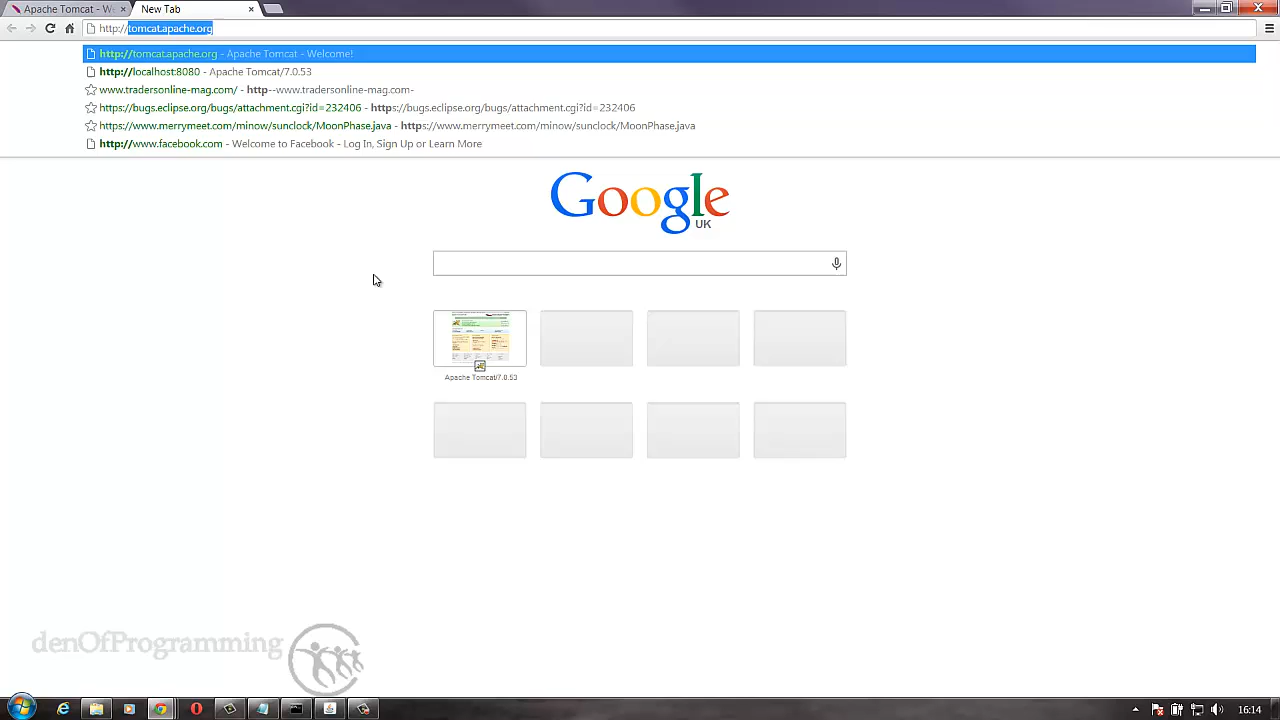 Apache Tomcat - We
New Tab
http://tomcat.apache.org
http://tomcat.apache.org - Apache Tomcat - Welcome!
http://localhost:8080 - Apache Tomcat/7.0.53
www.tradersonline-mag.com/ - http--www.tradersonline-mag.com-
https://bugs.eclipse.org/bugs/attachment.cgi?id=232406 - https://bugs.eclipse.org/bugs/attachment.cgi?id=232406
https://www.merrymeet.com/minow/sunclock/MoonPhase.java - https://www.merrymeet.com/minow/sunclock/MoonPhase.java
http://www.facebook.com - Welcome to Facebook - Log In, Sign Up or Learn More
Google
UK
Apache Tomcat/7.0.53
denOfProgramming
16:14